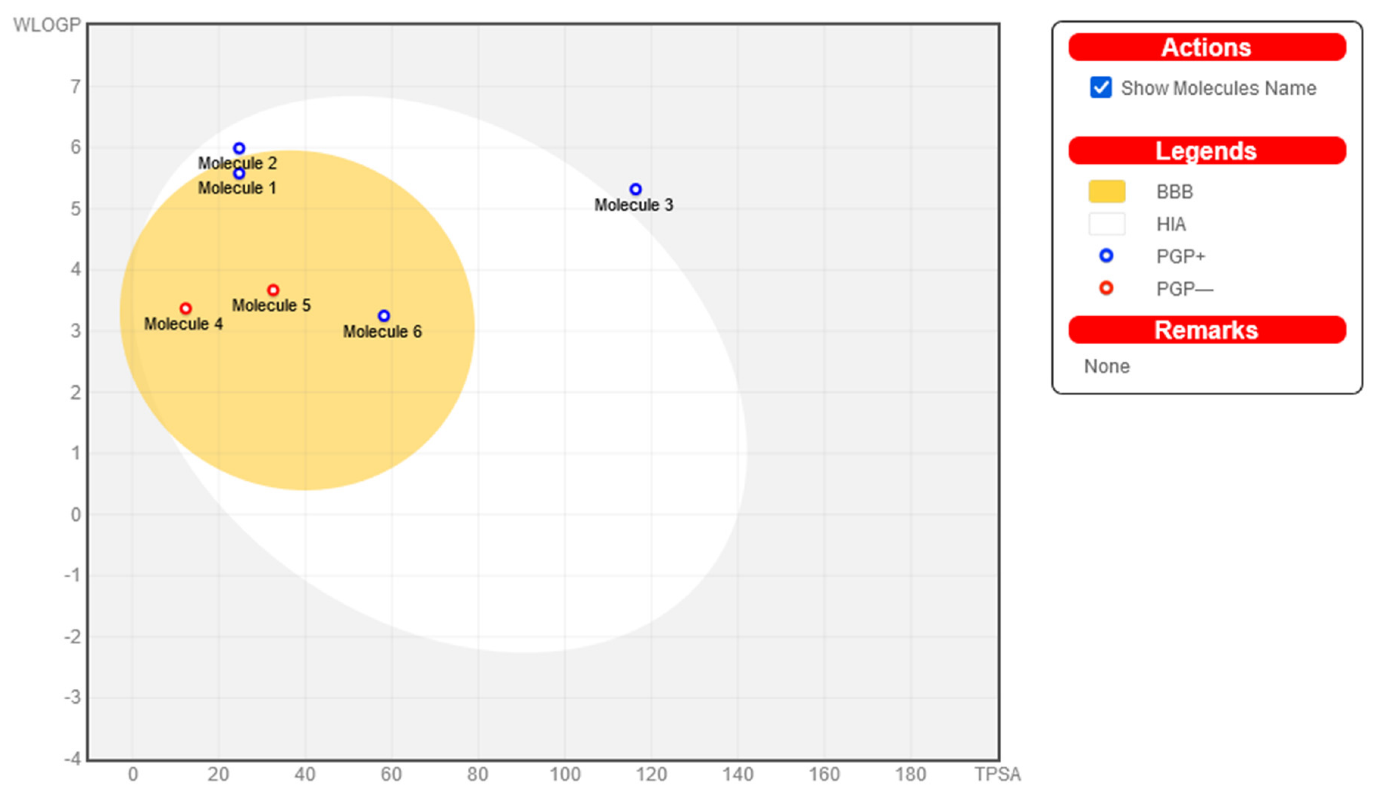 WLOGP
7
6
5
4
3
2
1
0
-1
-2
-3
-4
Molecule 2
Molecule 1
Molecule 3
Molecule 5
Molecule 4
Molecule 6
0 20 40 60 80 100 120 140 160 180 TPSA
Actions
Show Molecules Name
Legends
BBB
HIA
PGP+
PGP—
Remarks
None